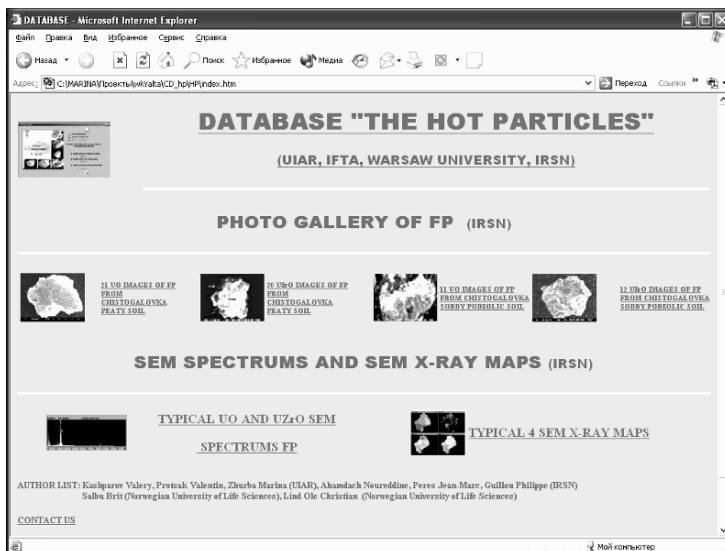 DATABASE - Microsoft Internet Explorer
Файл Правка Вид Избранное Сервис Справка
Назад Поиск Избранное Медиа
Адрес: C:\MARINA\Проекты\wkYalta\CD_hp\HP\index.htm Переход Ссылки »
DATABASE "THE HOT PARTICLES"
(UIAR, IFTA, WARSAW UNIVERSITY, IRSN)
PHOTO GALLERY OF FP (IRSN)
21 UO IMAGES OF FP
FROM
CHISTOGALOVKA
PEATY SOIL
20 UZrO IMAGES OF FP
FROM
CHISTOGALOVKA
PEATY SOIL
11 UO IMAGES OF FP
FROM CHISTOGALOVKA
SODDY PODZOLIC SOIL
12 UZrO IMAGES OF FP
FROM CHISTOGALOVKA
SODDY PODZOLIC SOIL
SEM SPECTRUMS AND SEM X-RAY MAPS (IRSN)
TYPICAL UO AND UZrO SEM
SPECTRUMS FP
TYPICAL 4 SEM X-RAY MAPS
AUTHOR LIST: Kashparov Valery, Protsak Valentin, Zhurba Marina (UIAR), Ahamdach Noureddine, Peres Jean-Marc, Guillou Philippe (IRSN)
Salbu Brit (Norwegian University of Life Sciences), Lind Ole Christian (Norwegian University of Life Sciences)
CONTACT US
Мой компьютер